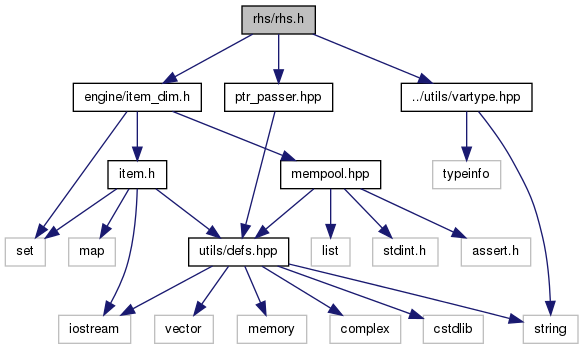 rhs/rhs.h
engine/item_dim.h
ptr_passer.hpp
../utils/vartype.hpp
item.h
mempool.hpp
typeinfo
set
map
utils/defs.hpp
list
stdint.h
assert.h
iostream
vector
memory
complex
cstdlib
string